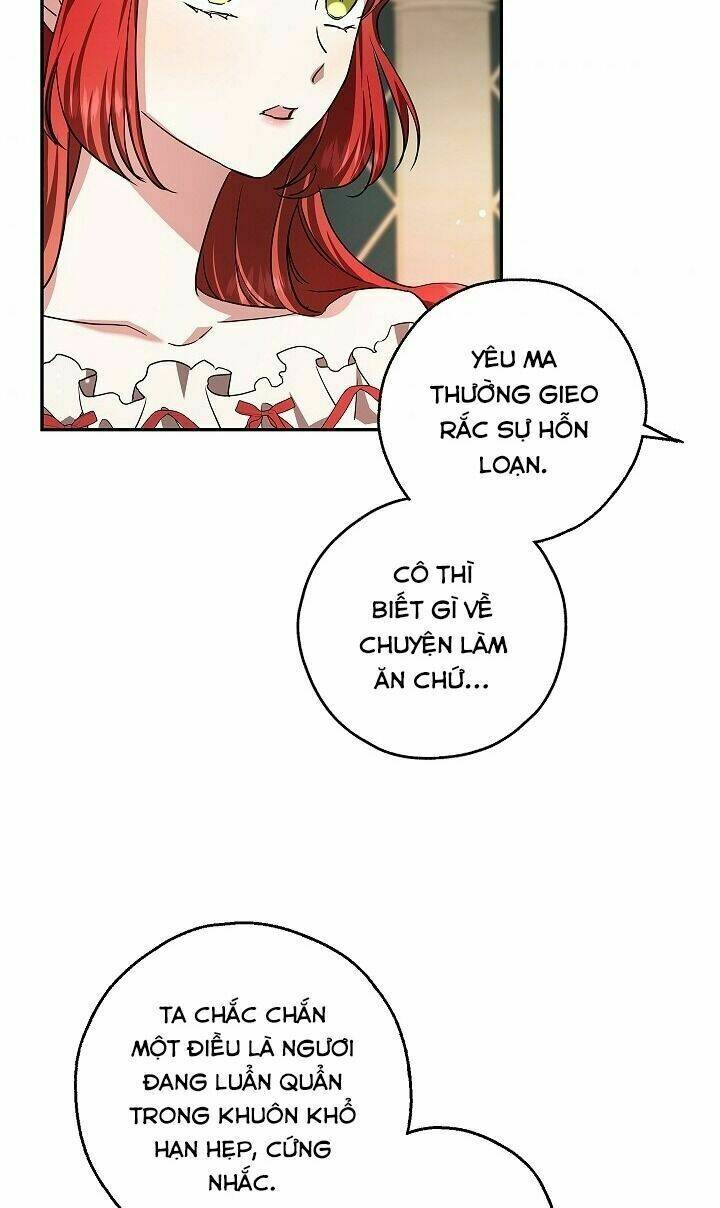 YÊU MA
THƯỜNG GIEO
RẮC SỰ HỖN
LOẠN.
CÔ THÌ
BIẾT GÌ VỀ
CHUYỆN LÀM
ĂN CHỨ...
TA CHẮC CHẮN
MỘT ĐIỀU LÀ NGƯƠI
ĐANG LUẨN QUẨN
TRONG KHUÔN KHỔ
HẠN HẸP, CỨNG
NHẮC.